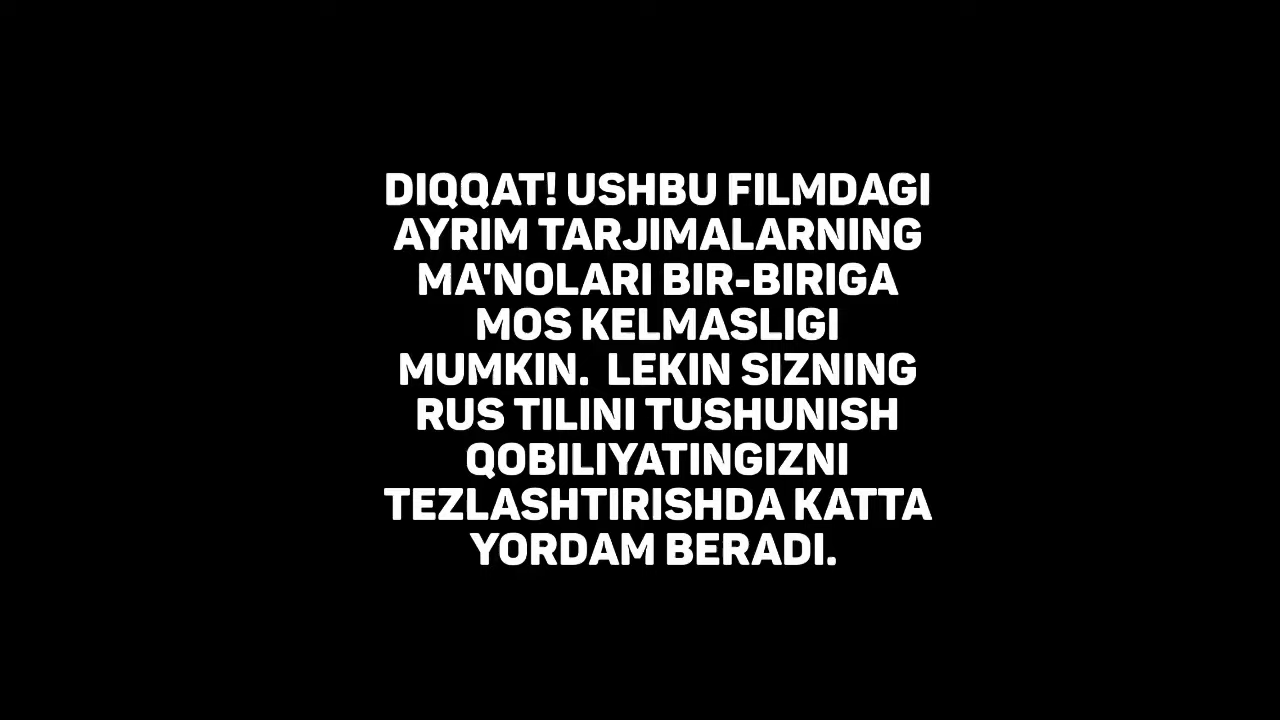 DIQQAT! USHBU FILMDAGI
AYRIM TARJIMALARNING
MA'NOLARI BIR-BIRIGA
MOS KELMASLIGI
MUMKIN.  LEKIN SIZNING
RUS TILINI TUSHUNISH
QOBILIYATINGIZNI
TEZLASHTIRISHDA KATTA
YORDAM BERADI.